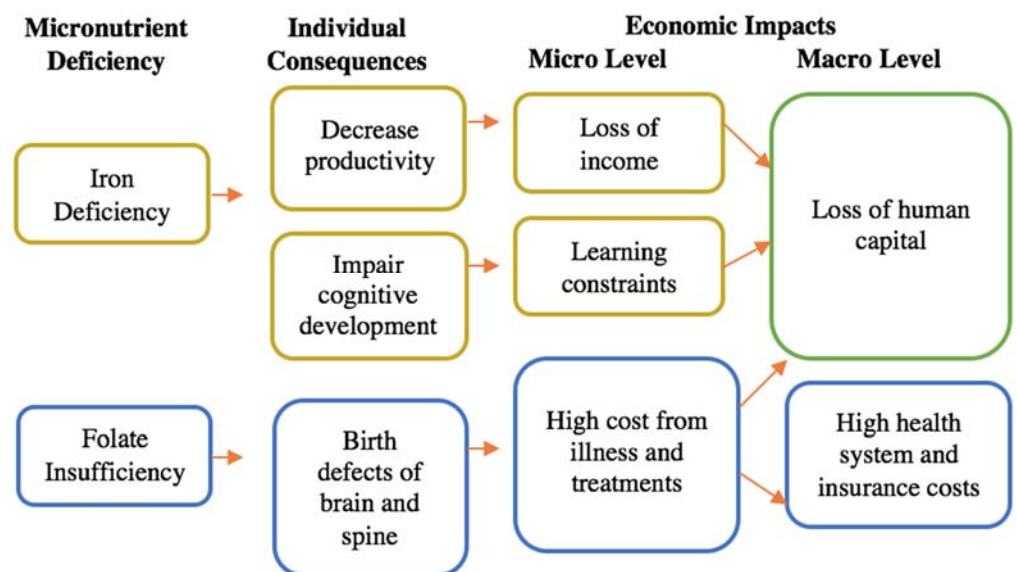 Micronutrient
Deficiency
Individual
Consequences
Economic Impacts
Micro Level
Macro Level
Iron
Deficiency
Decrease
productivity
Loss of
income
Impair
cognitive
development
Learning
constraints
Loss of human
capital
Folate
Insufficiency
Birth
defects of
brain and
spine
High cost from
illness and
treatments
High health
system and
insurance costs